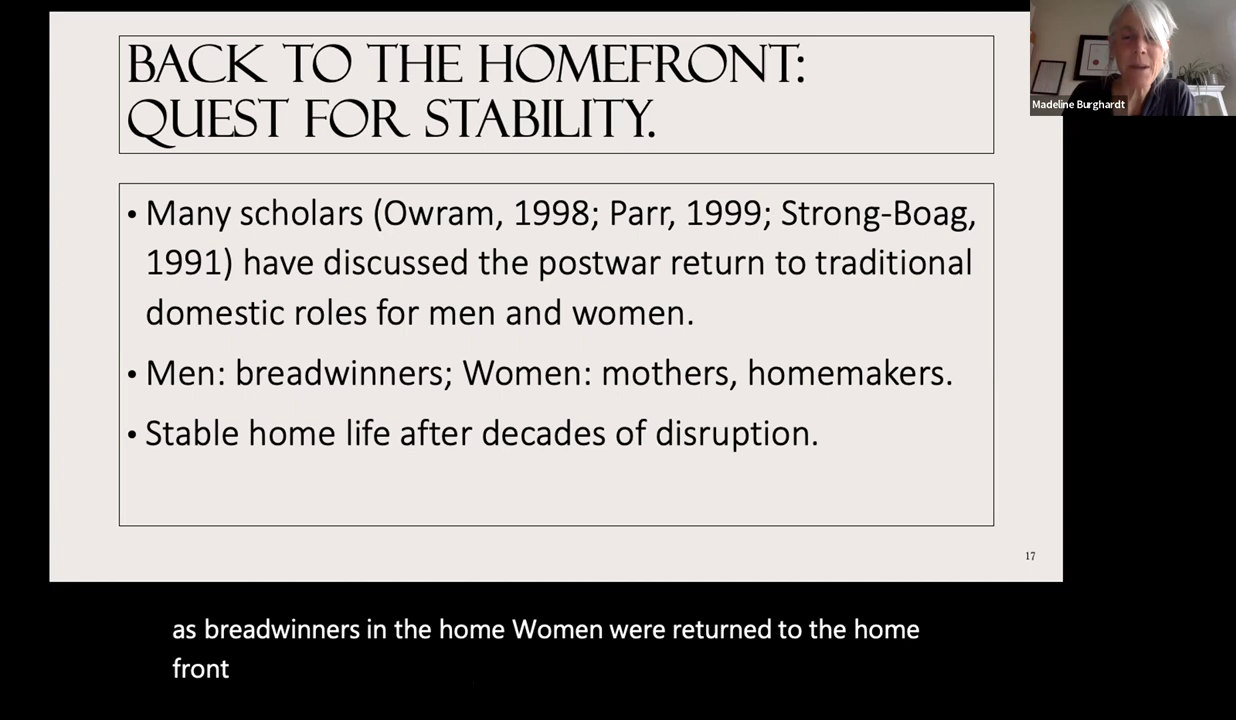 BACK TO THE HOMEFRONT:
QUEST FOR STABILITY.
Madeline Burghardt
• Many scholars (Owram, 1998; Parr, 1999; Strong-Boag,
1991) have discussed the postwar return to traditional
domestic roles for men and women.
• Men: breadwinners; Women: mothers, homemakers.
• Stable home life after decades of disruption.
17
as breadwinners in the home Women were returned to the home
front